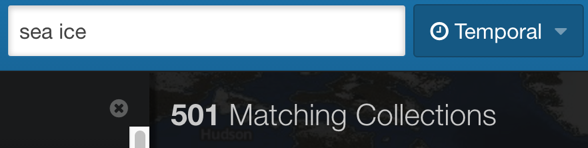 sea ice
Temporal
501 Matching Collections
Hudson